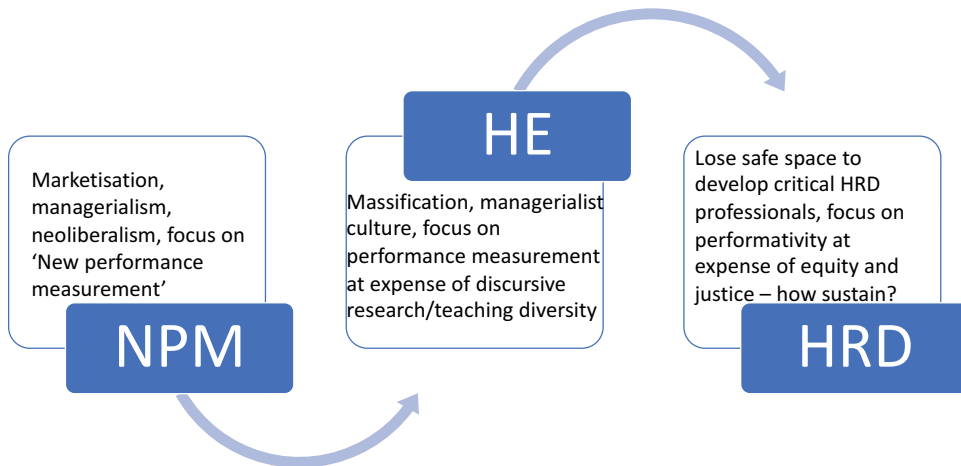 Marketisation,
managerialism,
neoliberalism, focus on
‘New performance
measurement’
NPM
HE
Massification, managerialist
culture, focus on
performance measurement
at expense of discursive
research/teaching diversity
Lose safe space to
develop critical HRD
professionals, focus on
performativity at
expense of equity and
justice – how sustain?
HRD